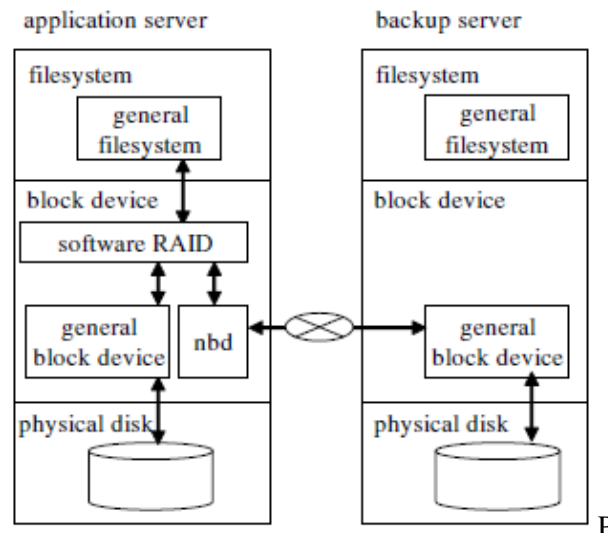 application server
backup server
filesystem
general
filesystem
block device
software RAID
general
block device
nbd
physical disk
filesystem
general
filesystem
block device
general
block device
physical disk